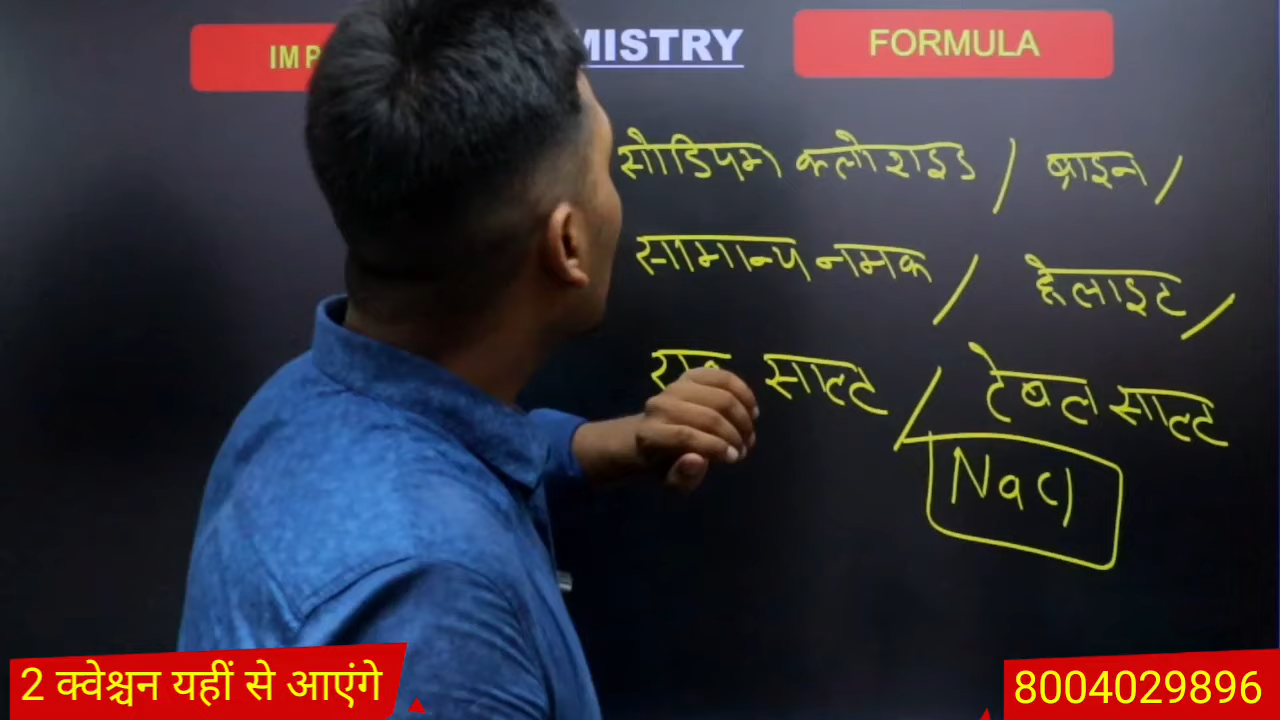 IMP
MISTRY
FORMULA
सोडियम क्लोराइड / ब्राइन /
सामान्य नमक / हेलाइट /
साल्ट / टेबल साल्ट
NaCl
2 क्वेश्चन यहीं से आएंगे
8004029896